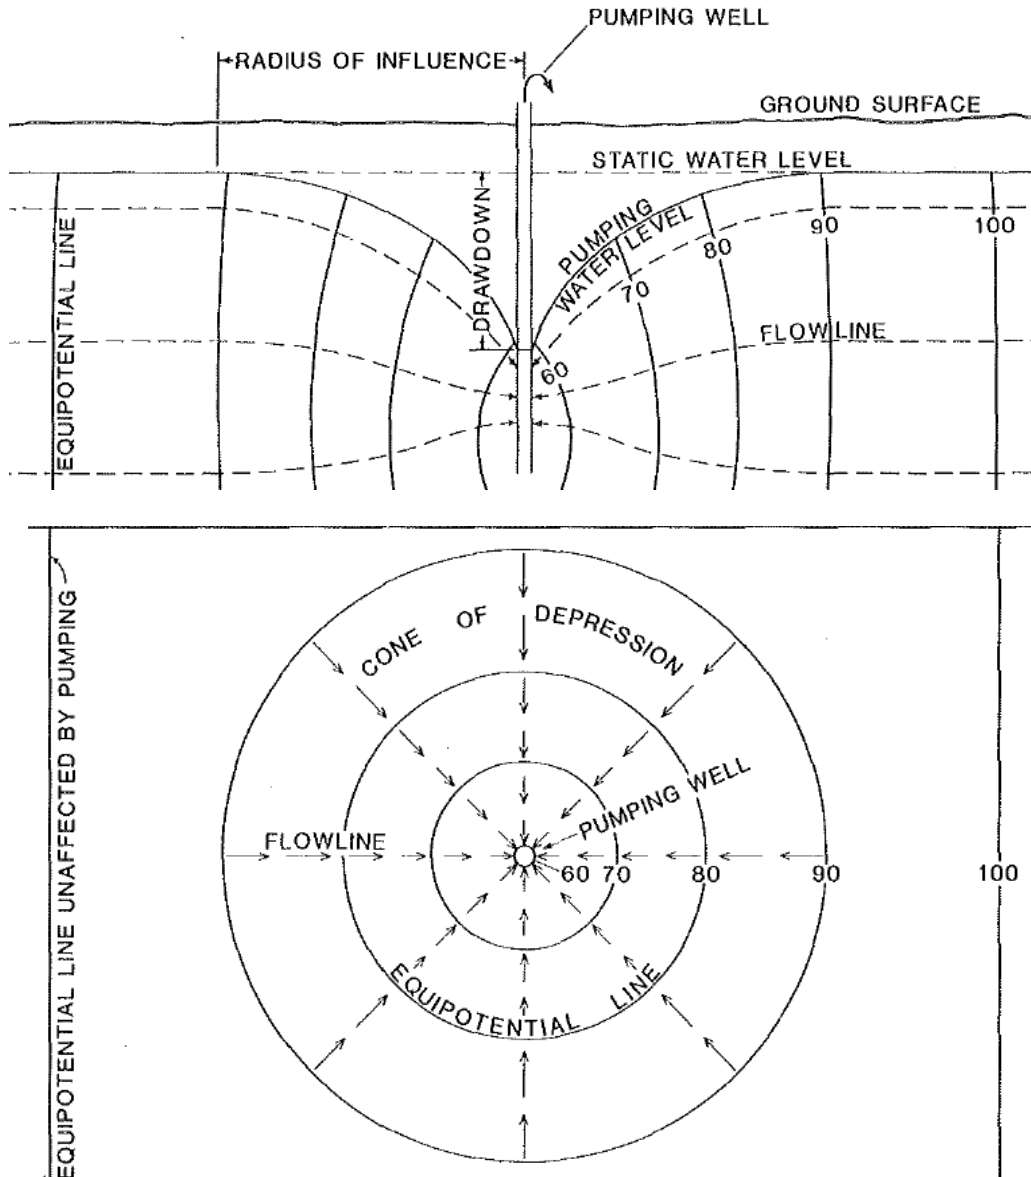 PUMPING WELL
RADIUS OF INFLUENCE
GROUND SURFACE
STATIC WATER LEVEL
EQUIPOTENTIAL LINE
DRAWDOWN
PUMPING
WATER LEVEL
90
100
80
70
FLOWLINE
60
EQUIPOTENTIAL LINE UNAFFECTED BY PUMPING
CONE OF DEPRESSION
PUMPING WELL
FLOWLINE
60 70 80 90 100
EQUIPOTENTIAL LINE